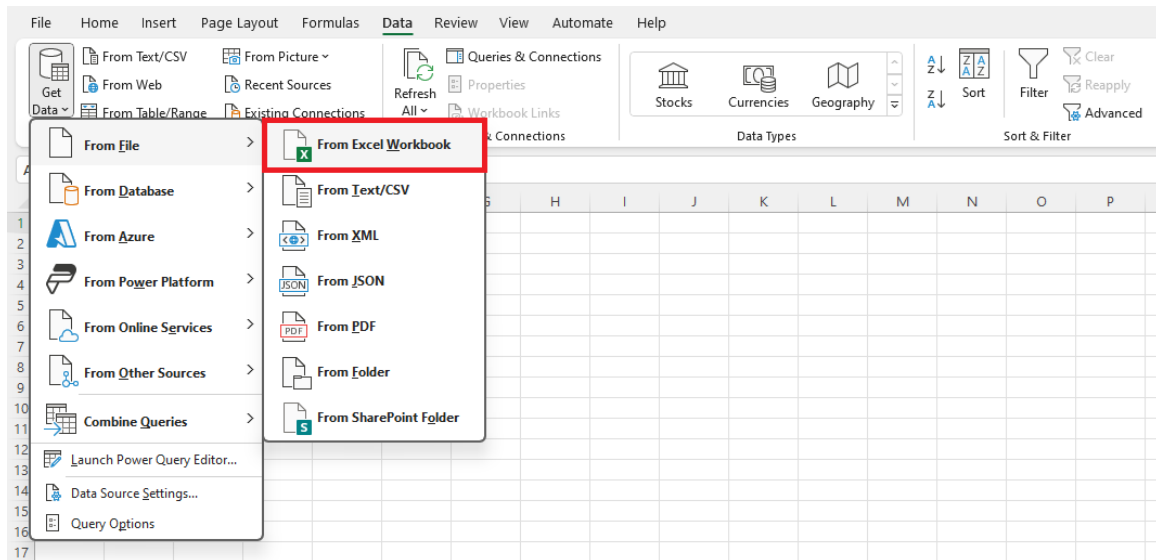 File Home Insert Page Layout Formulas Data Review View Automate Help
From Text/CSV From Picture Queries & Connections Clear
Get From Web Recent Sources Refresh Properties Stocks Currencies Geography Sort Filter Reapply
Data From Table/Range Existing Connections All Workbook Links Advanced
& Connections Data Types Sort & Filter
From File
From Database
From Azure
From Power Platform
From Online Services
From Other Sources
Combine Queries
Launch Power Query Editor...
Data Source Settings...
Query Options
From Excel Workbook
From Text/CSV
From XML
JSON From JSON
PDF From PDF
From Folder
S From SharePoint Folder
H I J K L M N O P
1
2
3
4
5
6
7
8
9
10
11
12
13
14
15
16
17